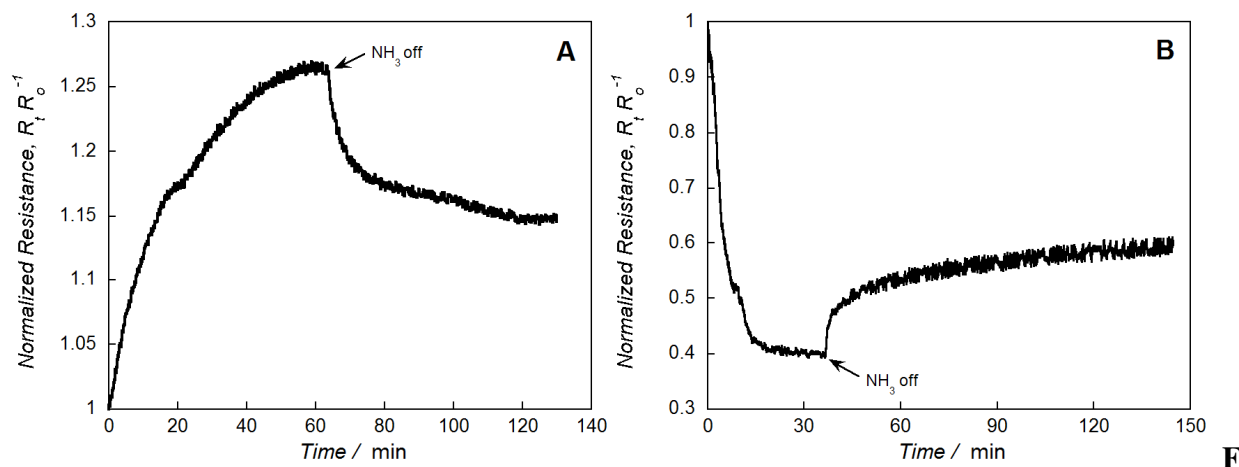 A
NH3 off
Normalized Resistance, Rt Ro-1
1.3
1.25
1.2
1.15
1.1
1.05
1
0 20 40 60 80 100 120 140
Time / min
B
NH3 off
Normalized Resistance, Rt Ro-1
1
0.9
0.8
0.7
0.6
0.5
0.4
0.3
0 30 60 90 120 150
Time / min